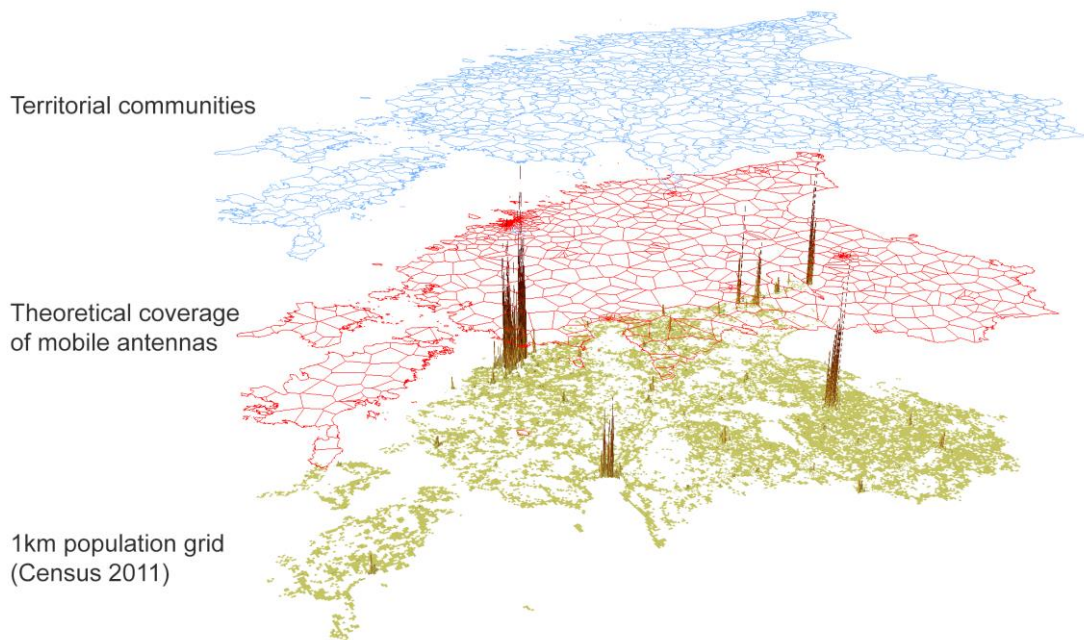 Territorial communities
Theoretical coverage
of mobile antennas
1km population grid
(Census 2011)